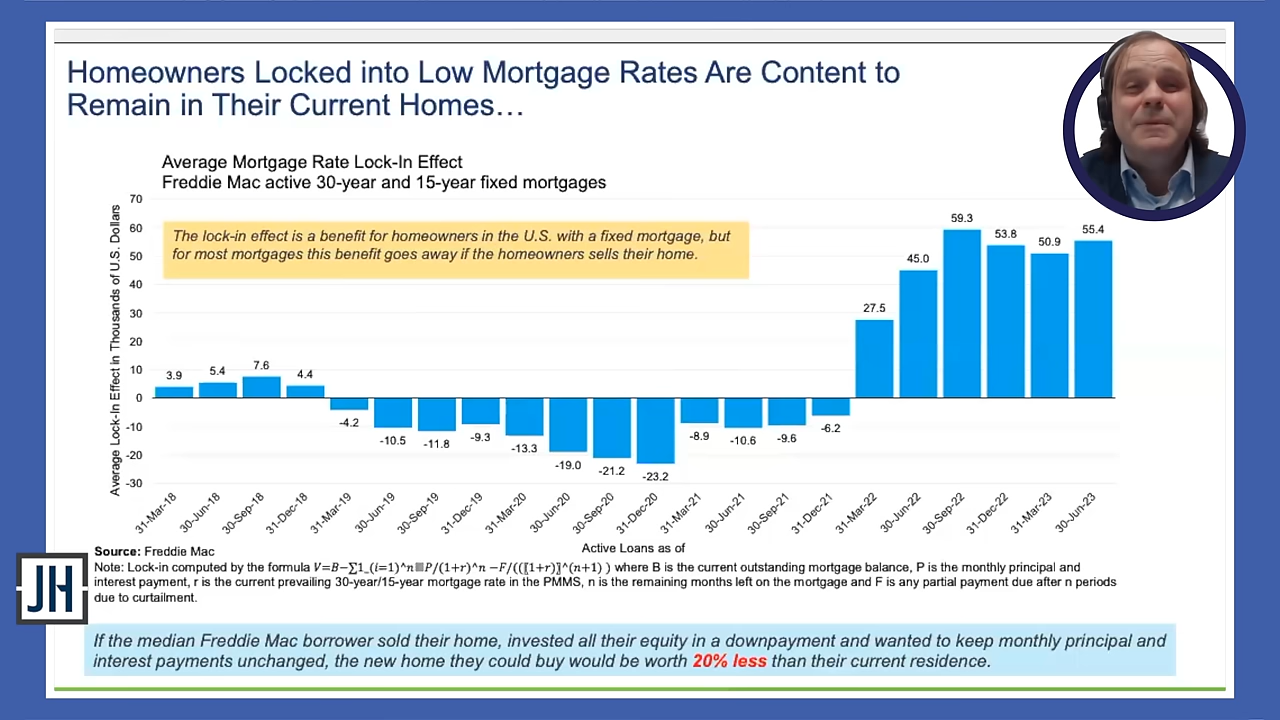 Homeowners Locked into Low Mortgage Rates Are Content to
Remain in Their Current Homes…
Average Mortgage Rate Lock-In Effect
Freddie Mac active 30-year and 15-year fixed mortgages
Average Lock-In Effect in Thousands of U.S. Dollars
70
60
50
40
30
20
10
0
-10
-20
-30
The lock-in effect is a benefit for homeowners in the U.S. with a fixed mortgage, but
for most mortgages this benefit goes away if the homeowners sells their home.
3.9
5.4
7.6
4.4
-4.2
-10.5
-11.8
-9.3
-13.3
-19.0
-21.2
-23.2
-8.9
-10.6
-9.6
-6.2
27.5
45.0
59.3
53.8
50.9
55.4
31-Mar-18
30-Jun-18
30-Sep-18
31-Dec-18
31-Mar-19
30-Jun-19
30-Sep-19
31-Dec-19
31-Mar-20
30-Jun-20
30-Sep-20
31-Dec-20
31-Mar-21
30-Jun-21
30-Sep-21
31-Dec-21
31-Mar-22
30-Jun-22
30-Sep-22
31-Dec-22
31-Mar-23
30-Jun-23
Active Loans as of
Source: Freddie Mac
Note: Lock-in computed by the formula V=B−∑1_(i=1)^n▒P/(1+r)^n −F/((〖1+r)〗^(n+1) ) where B is the current outstanding mortgage balance, P is the monthly principal and
interest payment, r is the current prevailing 30-year/15-year mortgage rate in the PMMS, n is the remaining months left on the mortgage and F is any partial payment due after n periods
due to curtailment.
JH
If the median Freddie Mac borrower sold their home, invested all their equity in a downpayment and wanted to keep monthly principal and
interest payments unchanged, the new home they could buy would be worth 20% less than their current residence.